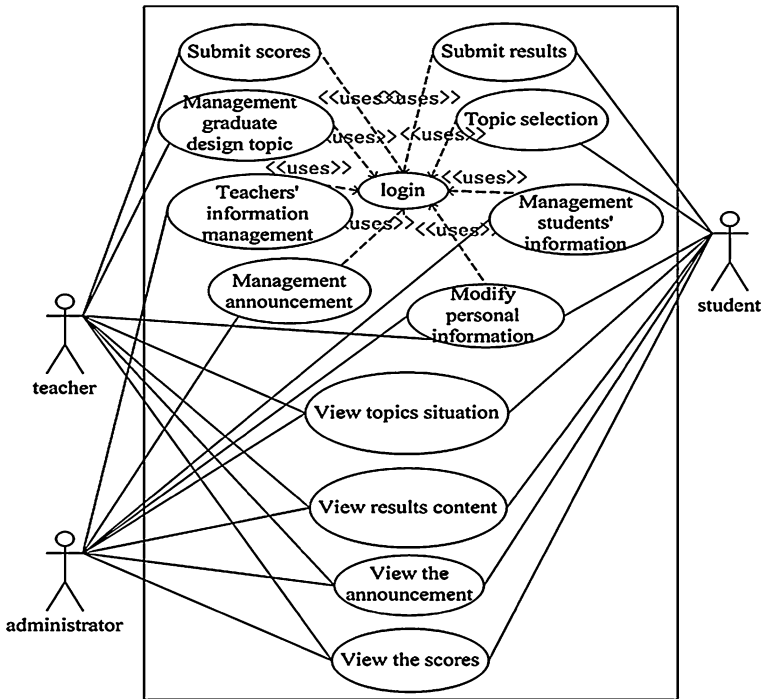 Submit scores
Submit results
<<uses>>
<<uses>>
Management
graduate
design topic
Topic selection
<<uses>>
<<uses>>
<<uses>>
<<uses>>
Teachers'
information
management
login
Management
students'
information
<<uses>>
<<uses>>
Management
announcement
Modify
personal
information
student
teacher
View topics situation
View results content
View the
announcement
administrator
View the scores